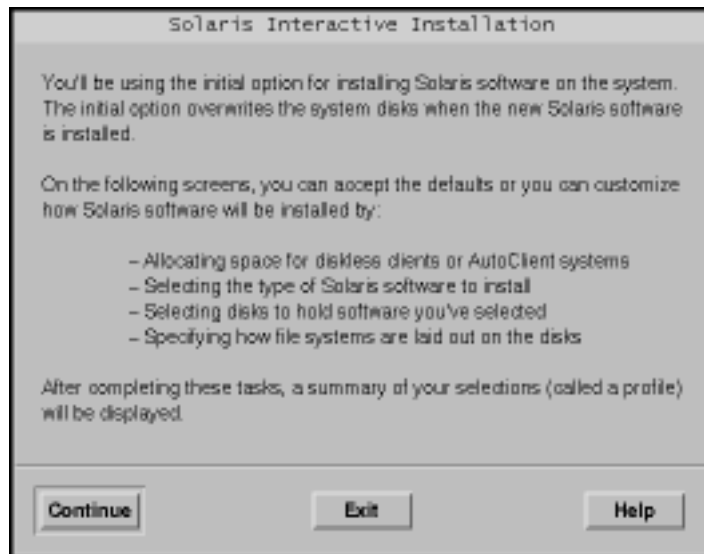 Solaris Interactive Installation
You'll be using the initial option for installing Solaris software on the system.
The initial option overwrites the system disks when the new Solaris software
is installed.
On the following screens, you can accept the defaults or you can customize
how Solaris software will be installed by:
– Allocating space for diskless clients or AutoClient systems
– Selecting the type of Solaris software to install
– Selecting disks to hold software you've selected
– Specifying how file systems are laid out on the disks
After completing these tasks, a summary of your selections (called a profile)
will be displayed.
Continue Exit Help